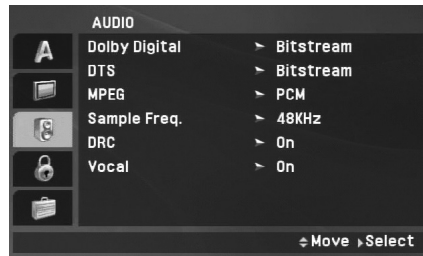 AUDIO
A
Dolby Digital ➤ Bitstream
DTS ➤ Bitstream
MPEG ➤ PCM
Sample Freq. ➤ 48KHz
DRC ➤ On
Vocal ➤ On
Move Select